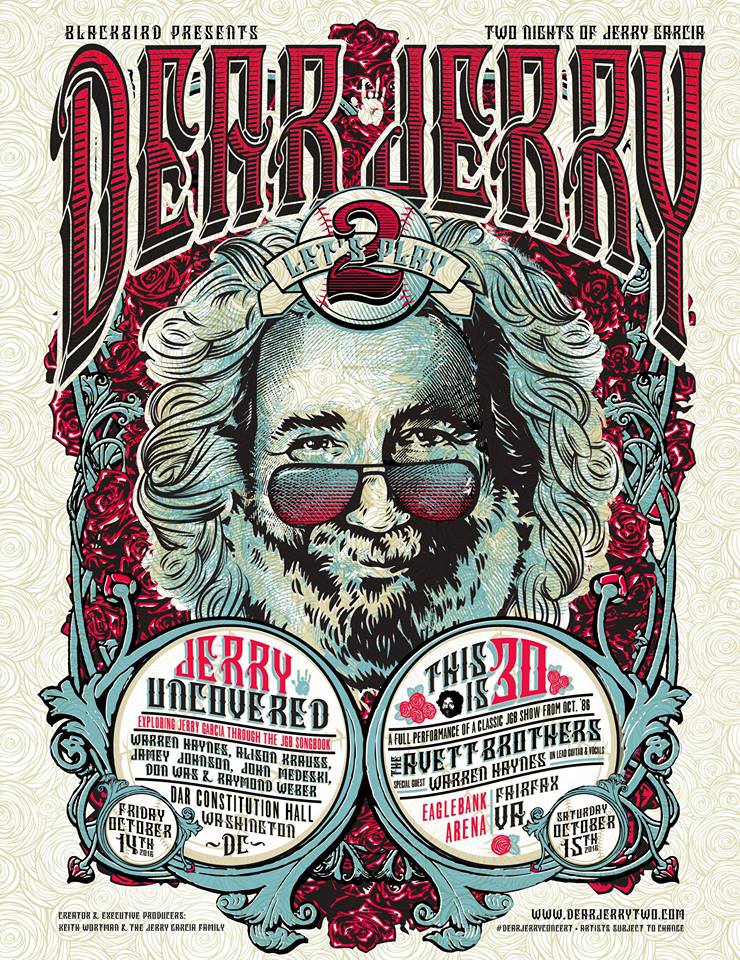 BLACKBIRD PRESENTS
TWO NIGHTS OF JERRY GARCIA
DEAR JERRY
2
LET'S PLAY
JERRY
UNCOVERED
EXPLORING JERRY GARCIA THROUGH THE JGB SONGBOOK
WARREN HAYNES, ALISON KRAUSS,
JAMEY JOHNSON, JOHN MEDESKI,
DON WAS & RAYMOND WEBER
DAR CONSTITUTION HALL
WASHINGTON
~DC~
FRIDAY
OCTOBER
14TH
2016
THIS
IS 30
A FULL PERFORMANCE OF A CLASSIC JGB SHOW FROM OCT. '86
THE AVETT BROTHERS
SPECIAL GUEST WARREN HAYNES ON LEAD GUITAR & VOCALS
EAGLEBANK
ARENA
FAIRFAX
VA
SATURDAY
OCTOBER
15TH
2016
CREATOR & EXECUTIVE PRODUCERS:
KEITH WORTMAN & THE JERRY GARCIA FAMILY
WWW.DEARJERRYTWO.COM
#DEARJERRYCONCERT • ARTISTS SUBJECT TO CHANGE